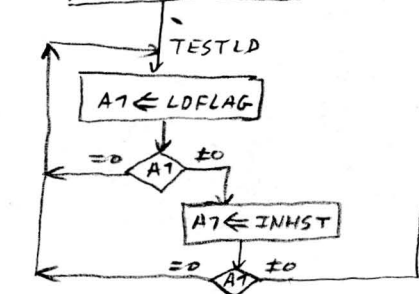 TESTLD
A1 ⇐ LDFLAG
=0 A1 ≠0
A1 ⇐ INHST
=0 A1 ≠0